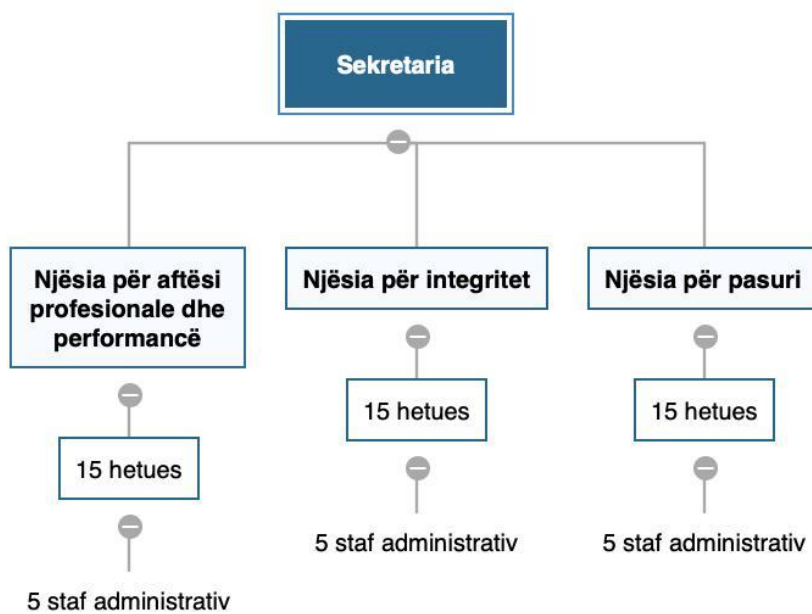 Sekretaria
Njësia për aftësi
profesionale dhe
performancë
Njësia për integritet
Njësia për pasuri
15 hetues
15 hetues
15 hetues
5 staf administrativ
5 staf administrativ
5 staf administrativ